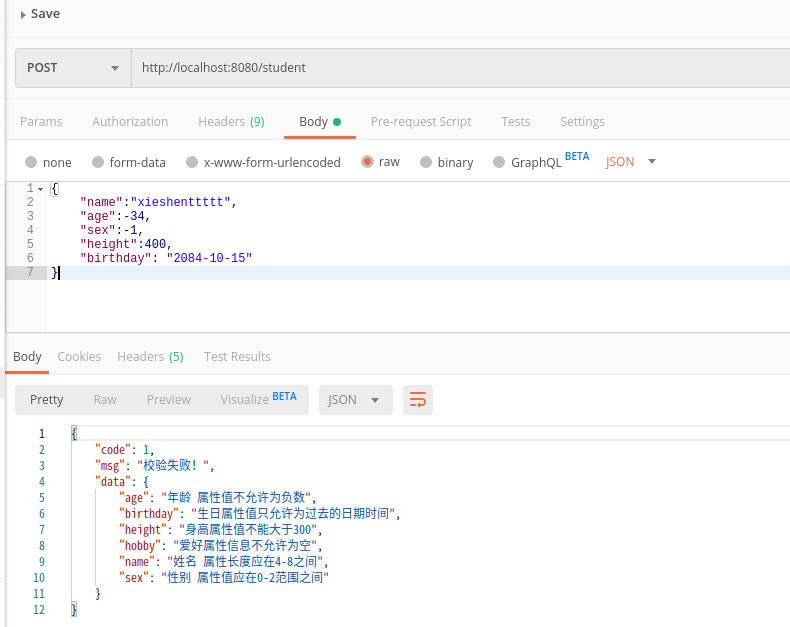 Save
POST http://localhost:8080/student
Params Authorization Headers (9) Body Pre-request Script Tests Settings
none form-data x-www-form-urlencoded raw binary GraphQL BETA JSON
1 {
2 "name":"xieshenttttt",
3 "age":-34,
4 "sex":-1,
5 "height":400,
6 "birthday": "2084-10-15"
7 }
Body Cookies Headers (5) Test Results
Pretty Raw Preview Visualize BETA JSON
1 {
2 "code": 1,
3 "msg": "校验失败! ",
4 "data": {
5 "age": "年龄 属性值不允许为负数",
6 "birthday": "生日属性值只允许为过去的日期时间",
7 "height": "身高属性值不能大于300",
8 "hobby": "爱好属性信息不允许为空",
9 "name": "姓名 属性长度应在4-8之间",
10 "sex": "性别 属性值应在0-2范围之间"
11 }
12 }